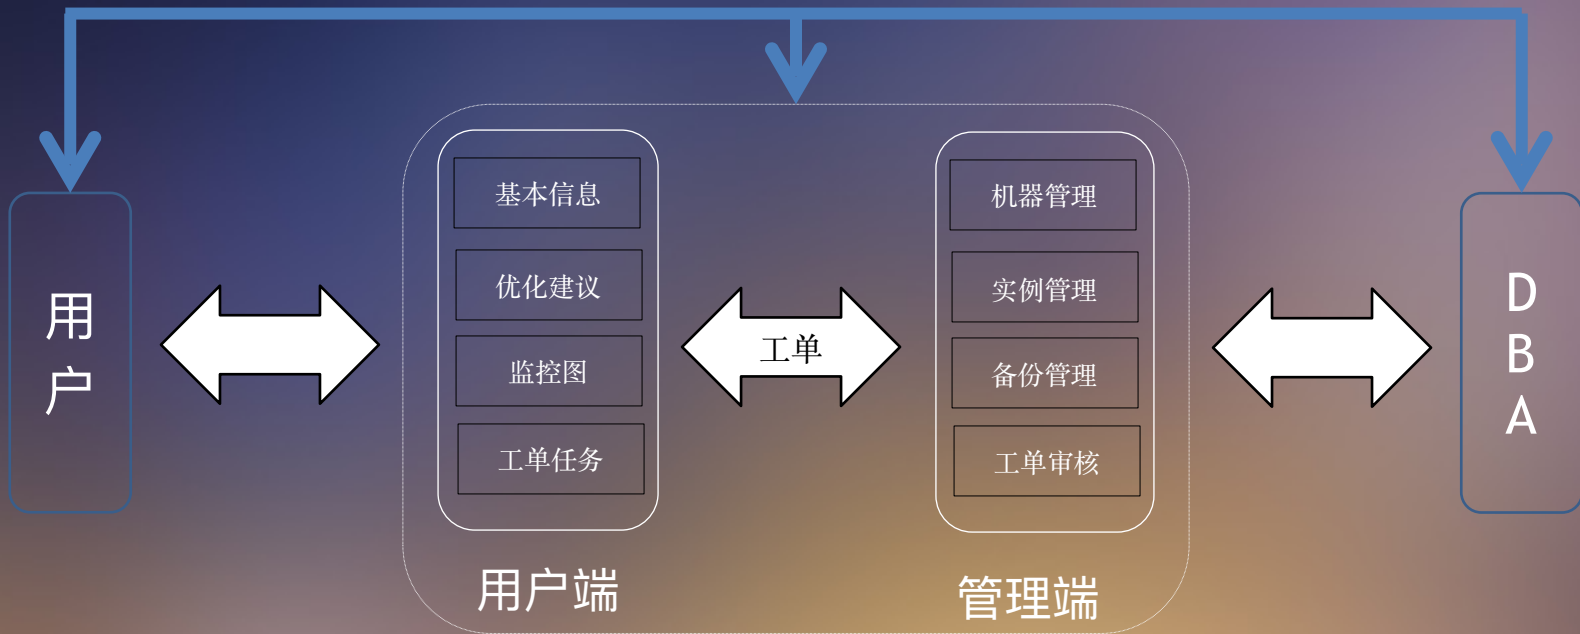 用
户
基本信息
优化建议
监控图
工单任务
用户端
工单
机器管理
实例管理
备份管理
工单审核
管理端
D
B
A